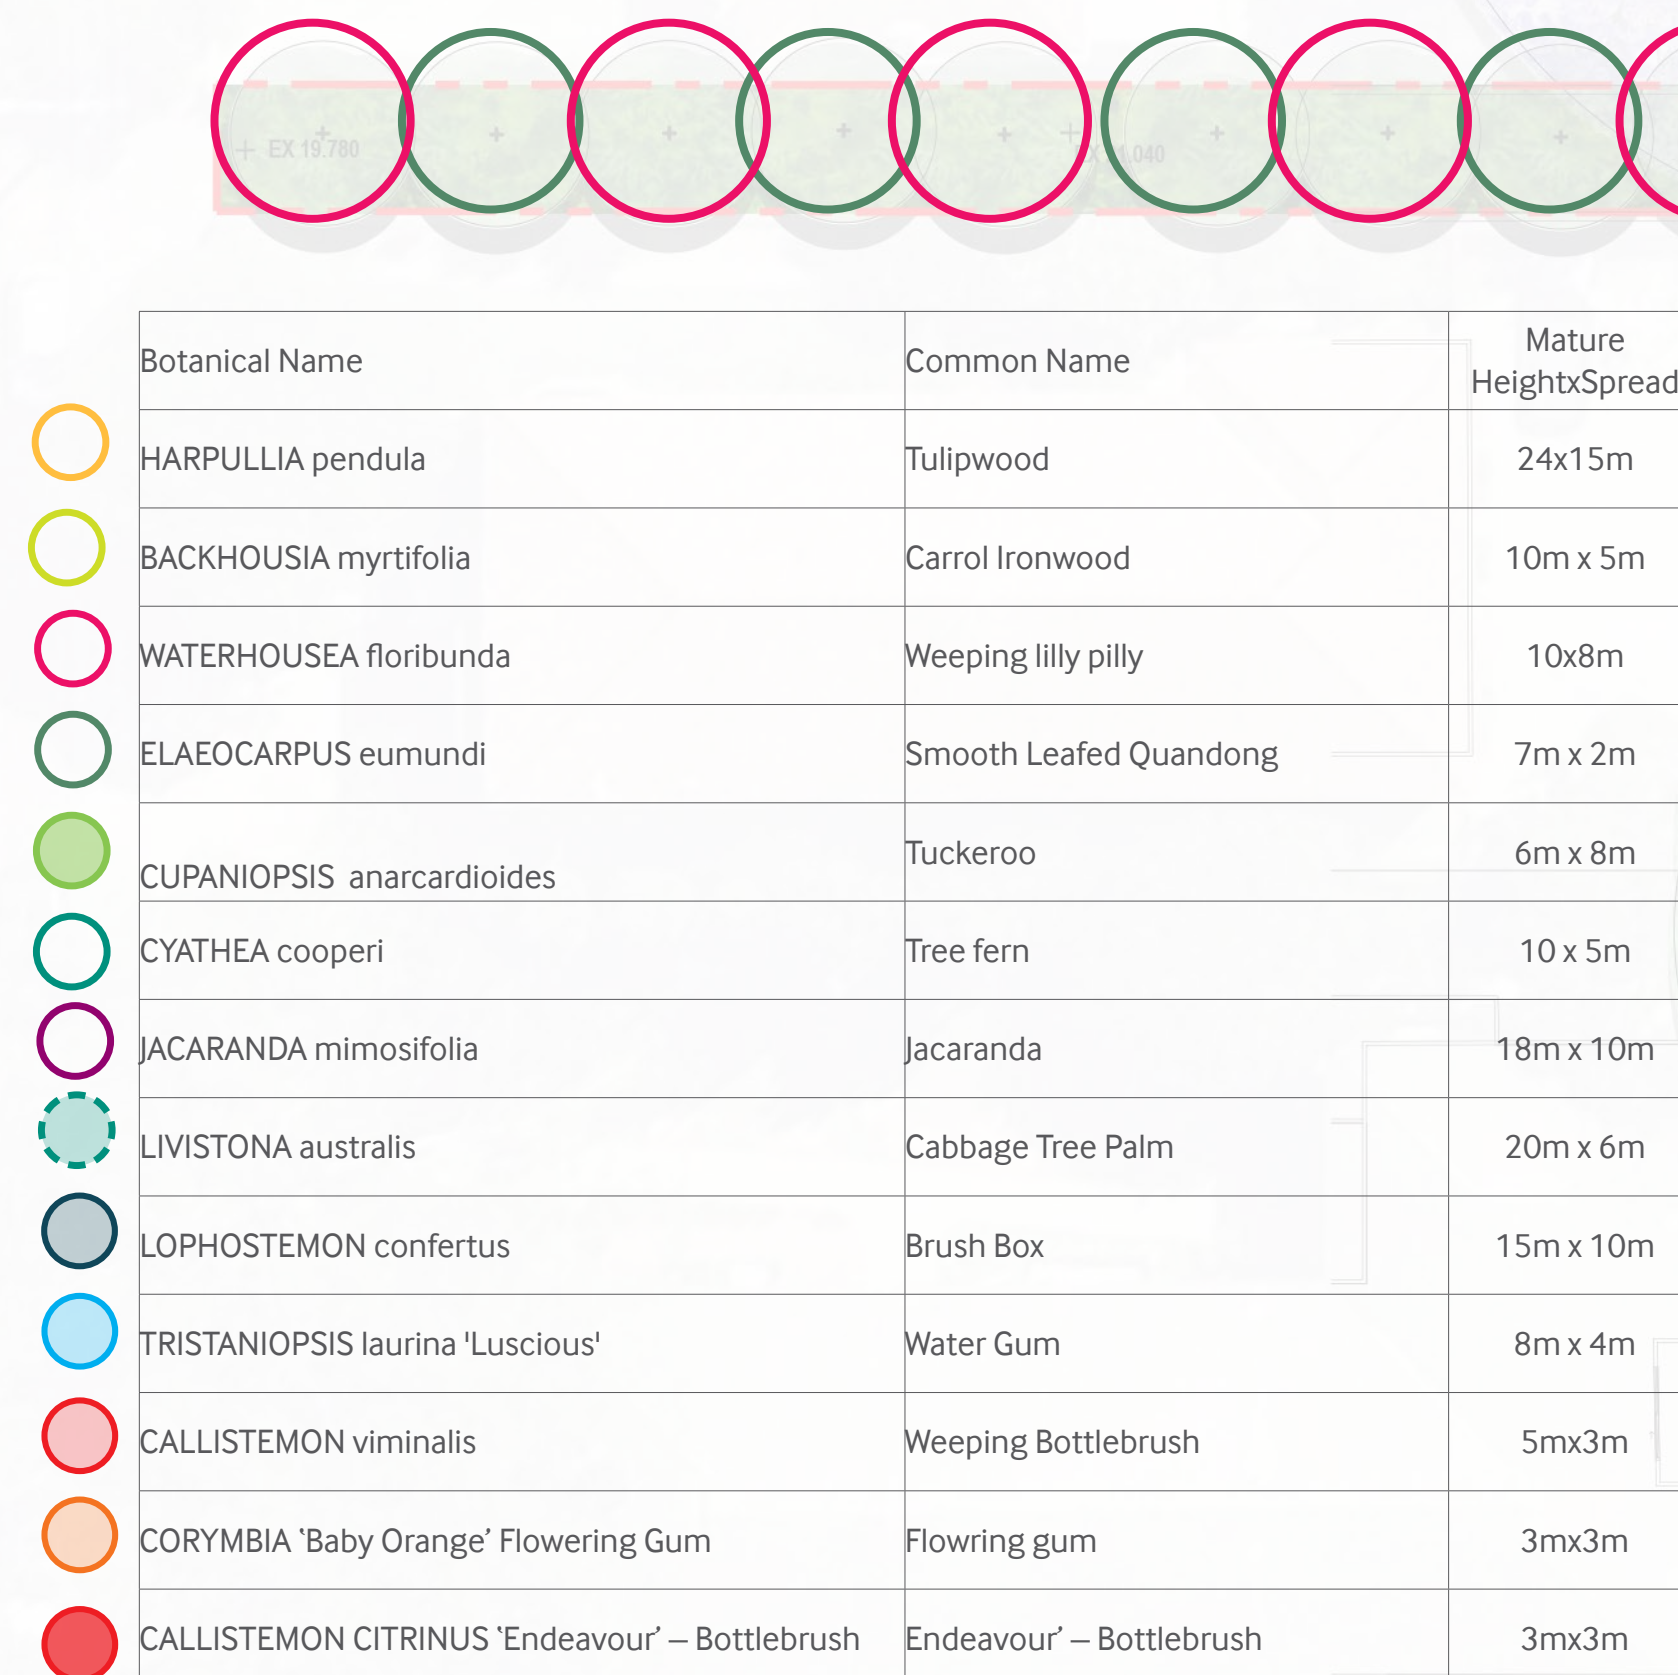 EX 19.780
Botanical Name Common Name Mature
HeightxSpread
HARPULLIA pendula Tulipwood 24x15m
BACKHOUSIA myrtifolia Carrol Ironwood 10m x 5m
WATERHOUSEA floribunda Weeping lilly pilly 10x8m
ELAEOCARPUS eumundi Smooth Leafed Quandong 7m x 2m
CUPANIOPSIS anarcardioides Tuckeroo 6m x 8m
CYATHEA cooperi Tree fern 10 x 5m
JACARANDA mimosifolia Jacaranda 18m x 10m
LIVISTONA australis Cabbage Tree Palm 20m x 6m
LOPHOSTEMON confertus Brush Box 15m x 10m
TRISTANIOPSIS laurina 'Luscious' Water Gum 8m x 4m
CALLISTEMON viminalis Weeping Bottlebrush 5mx3m
CORYMBIA ‛Baby Orange’ Flowering Gum Flowring gum 3mx3m
CALLISTEMON CITRINUS ‛Endeavour’ – Bottlebrush Endeavour’ – Bottlebrush 3mx3m